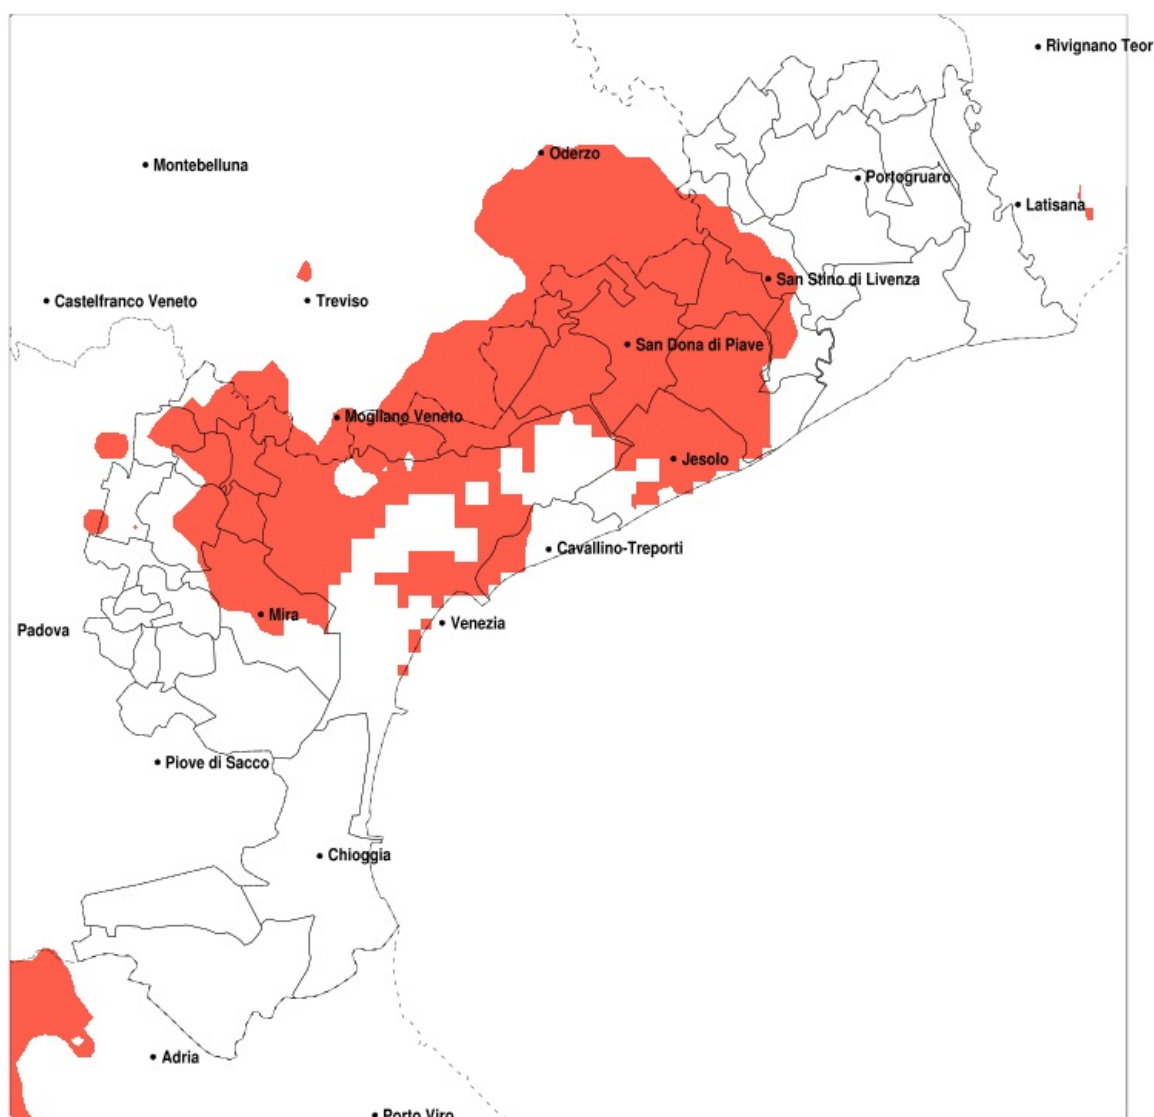 Rivignano Teor
Oderzo
Montebelluna
Portogruaro
Latisana
San Stino di Livenza
Castelfranco Veneto
Treviso
San Dona di Piave
Mogliano Veneto
Jesolo
Cavallino-Treporti
Mira
Venezia
Padova
Piove di Sacco
Chioggia
Adria
Porto Viro